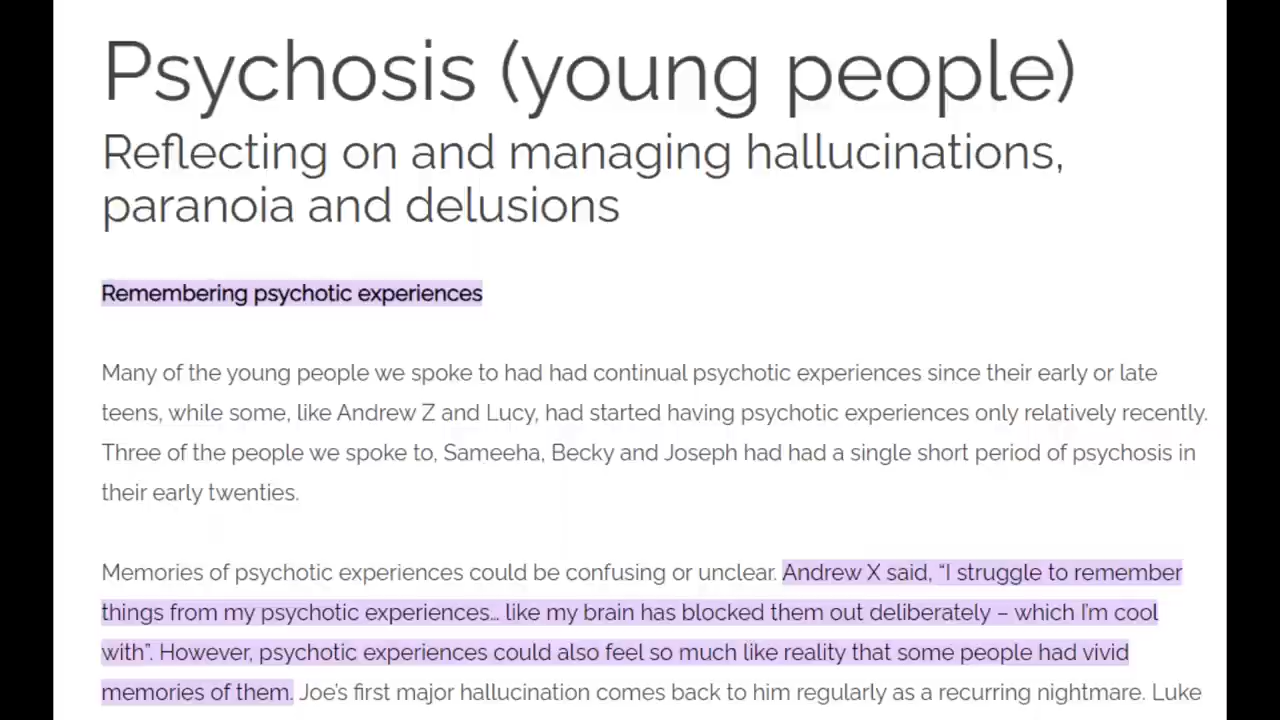 Psychosis (young people)
Reflecting on and managing hallucinations,
paranoia and delusions
Remembering psychotic experiences
Many of the young people we spoke to had had continual psychotic experiences since their early or late
teens, while some, like Andrew Z and Lucy, had started having psychotic experiences only relatively recently.
Three of the people we spoke to, Sameeha, Becky and Joseph had had a single short period of psychosis in
their early twenties.
Memories of psychotic experiences could be confusing or unclear. Andrew X said, “I struggle to remember
things from my psychotic experiences… like my brain has blocked them out deliberately – which I’m cool
with”. However, psychotic experiences could also feel so much like reality that some people had vivid
memories of them. Joe’s first major hallucination comes back to him regularly as a recurring nightmare. Luke